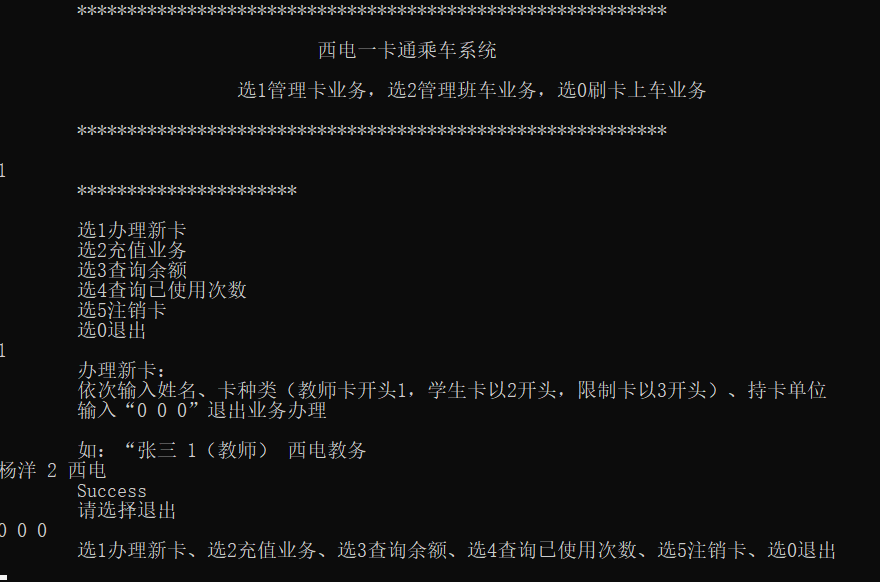 ***********************************************************
西电一卡通乘车系统
选1管理卡业务，选2管理班车业务，选0刷卡上车业务
***********************************************************
1
**********************
选1办理新卡
选2充值业务
选3查询余额
选4查询已使用次数
选5注销卡
选0退出
1
办理新卡：
依次输入姓名、卡种类（教师卡开头1，学生卡以2开头，限制卡以3开头）、持卡单位
输入“0 0 0”退出业务办理
如：“张三 1（教师） 西电教务
杨洋 2 西电
Success
请选择退出
0 0 0
选1办理新卡、选2充值业务、选3查询余额、选4查询已使用次数、选5注销卡、选0退出